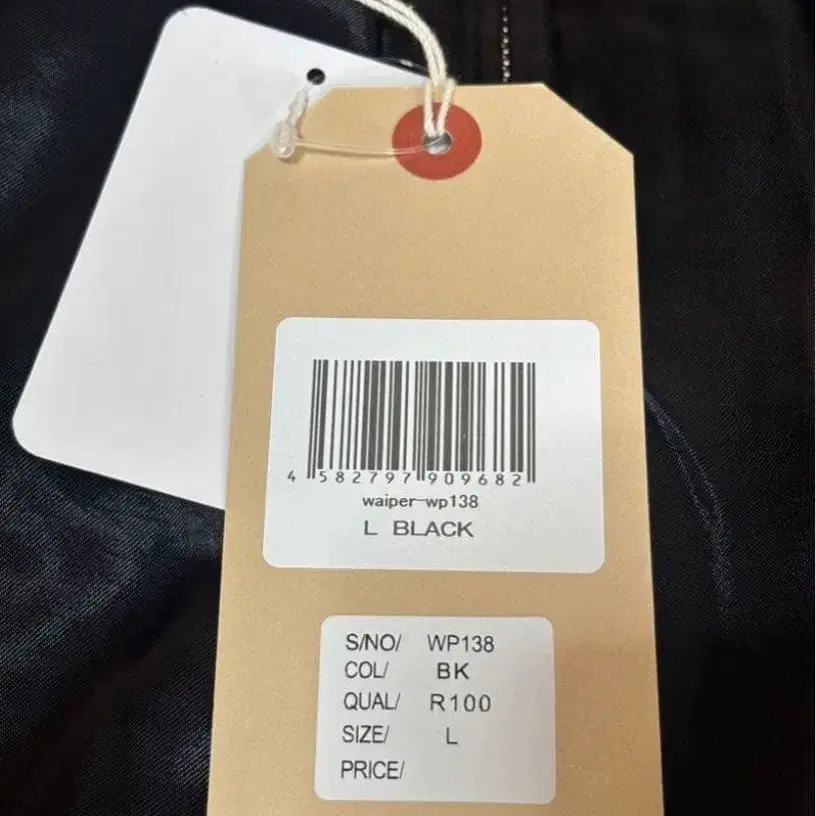 4 582797 909682
waiper-wp138
L BLACK
S/NO/ WP138
COL/ BK
QUAL/ R100
SIZE/ L
PRICE/